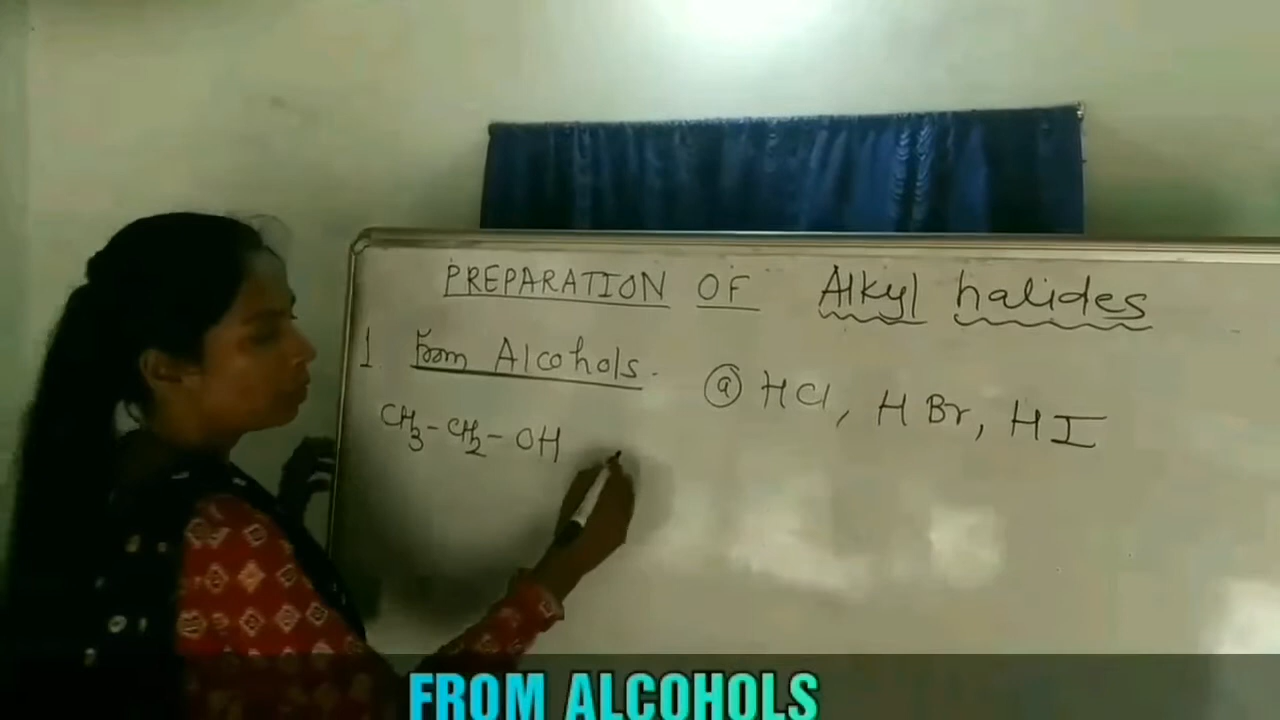 PREPARATION OF Alkyl halides
1 From Alcohols.
ⓐ HCl, HBr, HI
CH3-CH2-OH
FROM ALCOHOLS